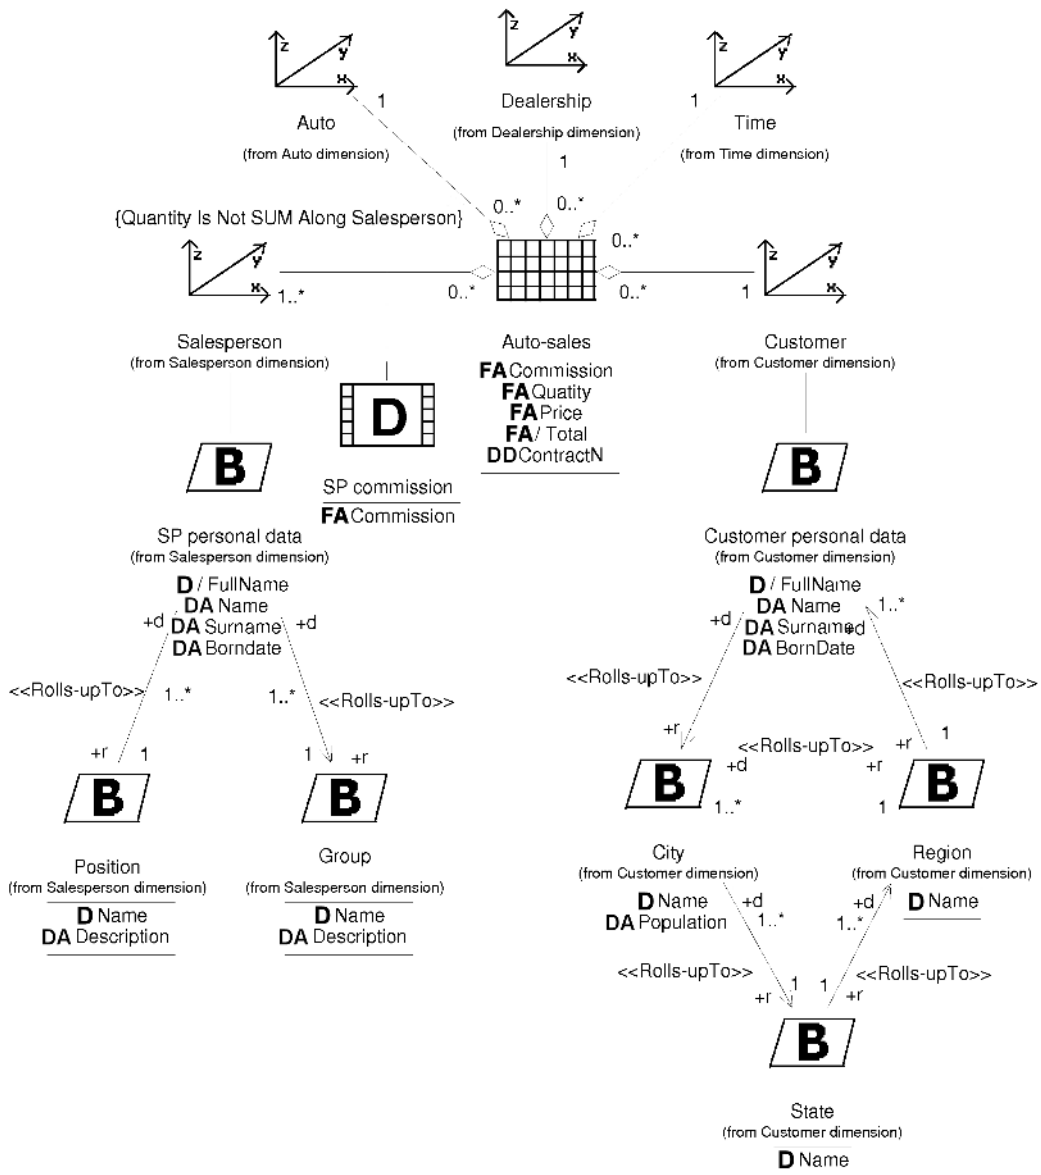 z y x
z y x
z y x
Auto
(from Auto dimension)
1
Dealership
(from Dealership dimension)
1
1
Time
(from Time dimension)
{Quantity Is Not SUM Along Salesperson}
0..*
0..*
0..*
z y x
1..*
0..*
0..*
1
z y x
Salesperson
(from Salesperson dimension)
Auto-sales
FA Commission
FA Quatity
FA Price
FA / Total
DD ContractN
Customer
(from Customer dimension)
D
SP commission
FA Commission
B
SP personal data
(from Salesperson dimension)
D / FullName
DA Name
DA Surname
DA Borndate
B
Customer personal data
(from Customer dimension)
D / FullName
DA Name
DA Surname
DA BornDate
+d
+d
+d
+d
1..*
<<Rolls-upTo>>
1..*
1..*
<<Rolls-upTo>>
<<Rolls-upTo>>
<<Rolls-upTo>>
+r
1
1
+r
+r
+d
<<Rolls-upTo>>
+r
1
+r
B
B
B
1..*
1
B
Position
(from Salesperson dimension)
D Name
DA Description
Group
(from Salesperson dimension)
D Name
DA Description
City
(from Customer dimension)
D Name
DA Population
Region
(from Customer dimension)
D Name
+d
1..*
+d
1..*
<<Rolls-upTo>>
<<Rolls-upTo>>
+r
1
1
+r
B
State
(from Customer dimension)
D Name